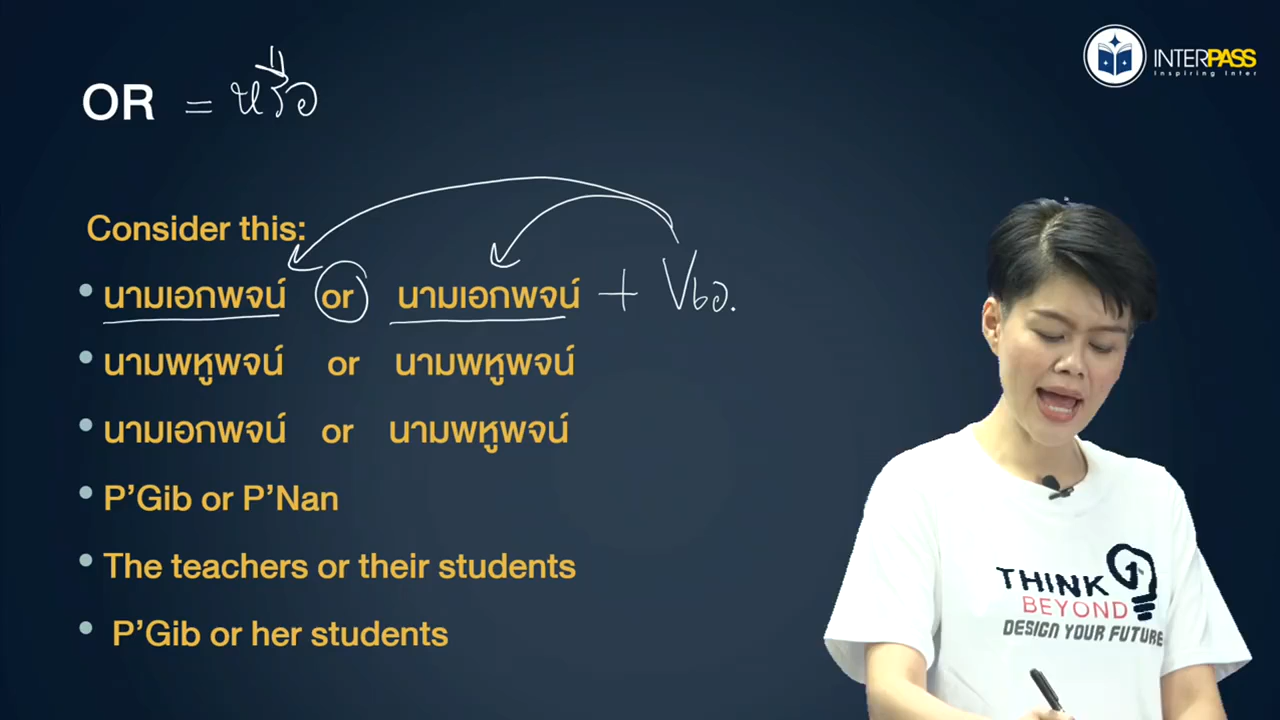 INTERPASS
Inspiring Inter
OR = หรือ
Consider this:
• นามเอกพจน์ or นามเอกพจน์ + Vเอ.
• นามพหูพจน์ or นามพหูพจน์
• นามเอกพจน์ or นามพหูพจน์
• P’Gib or P’Nan
• The teachers or their students
• P’Gib or her students
THINK
BEYOND
DESIGN YOUR FUTURE